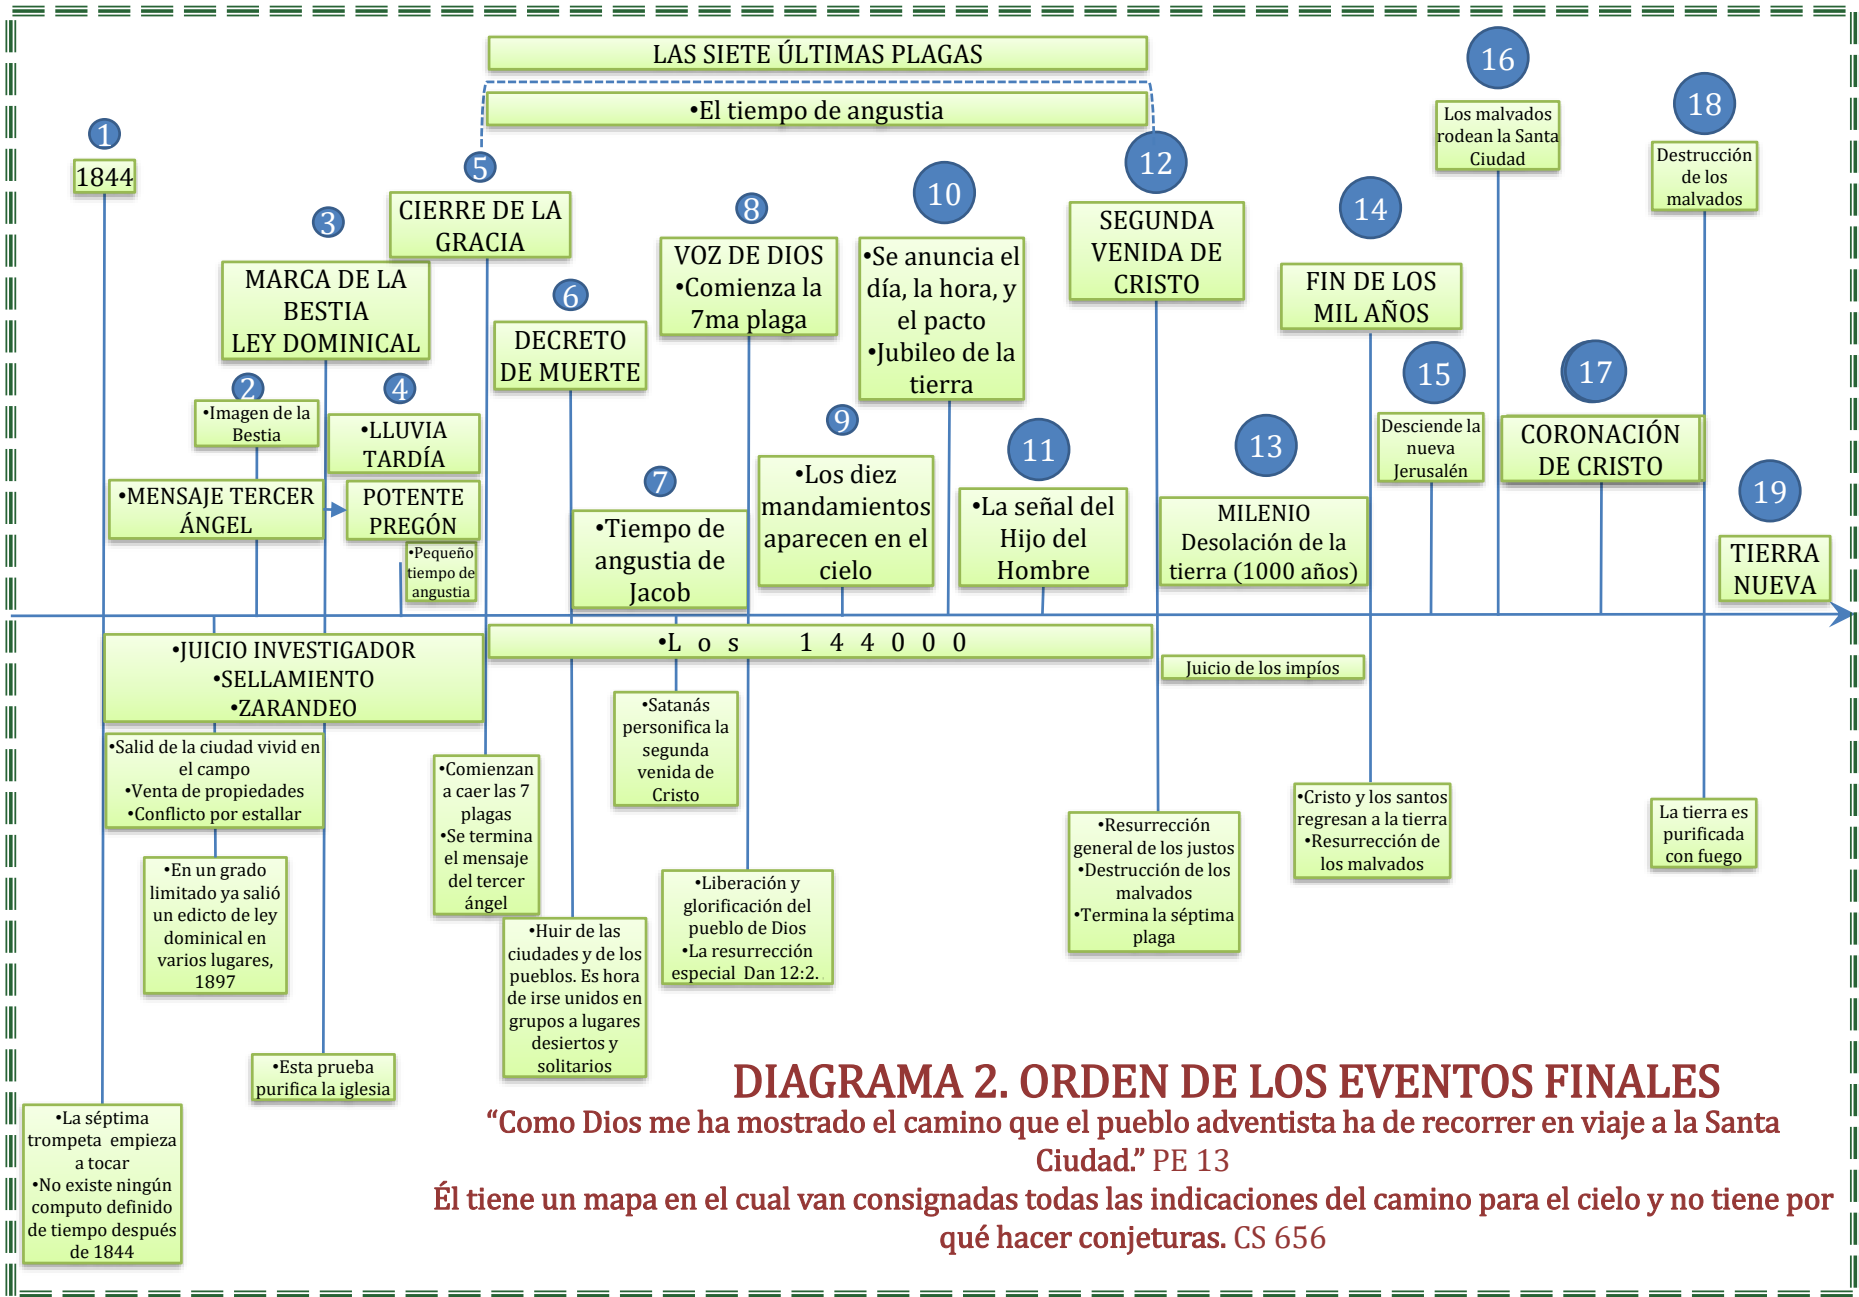 LAS SIETE ÚLTIMAS PLAGAS
•El tiempo de angustia
1
1844
2
•Imagen de la
Bestia
•MENSAJE TERCER
ÁNGEL
3
MARCA DE LA
BESTIA
LEY DOMINICAL
4
•LLUVIA
TARDÍA
POTENTE
PREGÓN
•Pequeño
tiempo de
angustia
5
CIERRE DE LA
GRACIA
6
DECRETO
DE MUERTE
7
•Tiempo de
angustia de
Jacob
8
VOZ DE DIOS
•Comienza la
7ma plaga
9
•Los diez
mandamientos
aparecen en el
cielo
10
•Se anuncia el
día, la hora, y
el pacto
•Jubileo de la
tierra
11
•La señal del
Hijo del
Hombre
12
SEGUNDA
VENIDA DE
CRISTO
13
MILENIO
Desolación de la
tierra (1000 años)
14
FIN DE LOS
MIL AÑOS
15
Desciende la
nueva
Jerusalén
16
Los malvados
rodean la Santa
Ciudad
17
CORONACIÓN
DE CRISTO
18
Destrucción
de los
malvados
19
TIERRA
NUEVA
•JUICIO INVESTIGADOR
•SELLAMIENTO
•ZARANDEO
•L o s 1 4 4 0 0 0
Juicio de los impíos
•Salid de la ciudad vivid en
el campo
•Venta de propiedades
•Conflicto por estallar
•En un grado
limitado ya salió
un edicto de ley
dominical en
varios lugares,
1897
•Esta prueba
purifica la iglesia
•La séptima
trompeta empieza
a tocar
•No existe ningún
computo definido
de tiempo después
de 1844
•Comienzan
a caer las 7
plagas
•Se termina
el mensaje
del tercer
ángel
•Huir de las
ciudades y de los
pueblos. Es hora
de irse unidos en
grupos a lugares
desiertos y
solitarios
•Satanás
personifica la
segunda
venida de
Cristo
•Liberación y
glorificación del
pueblo de Dios
•La resurrección
especial Dan 12:2.
•Resurrección
general de los justos
•Destrucción de los
malvados
•Termina la séptima
plaga
•Cristo y los santos
regresan a la tierra
•Resurrección de
los malvados
La tierra es
purificada
con fuego
DIAGRAMA 2. ORDEN DE LOS EVENTOS FINALES
“Como Dios me ha mostrado el camino que el pueblo adventista ha de recorrer en viaje a la Santa
Ciudad.” PE 13
Él tiene un mapa en el cual van consignadas todas las indicaciones del camino para el cielo y no tiene por
qué hacer conjeturas. CS 656